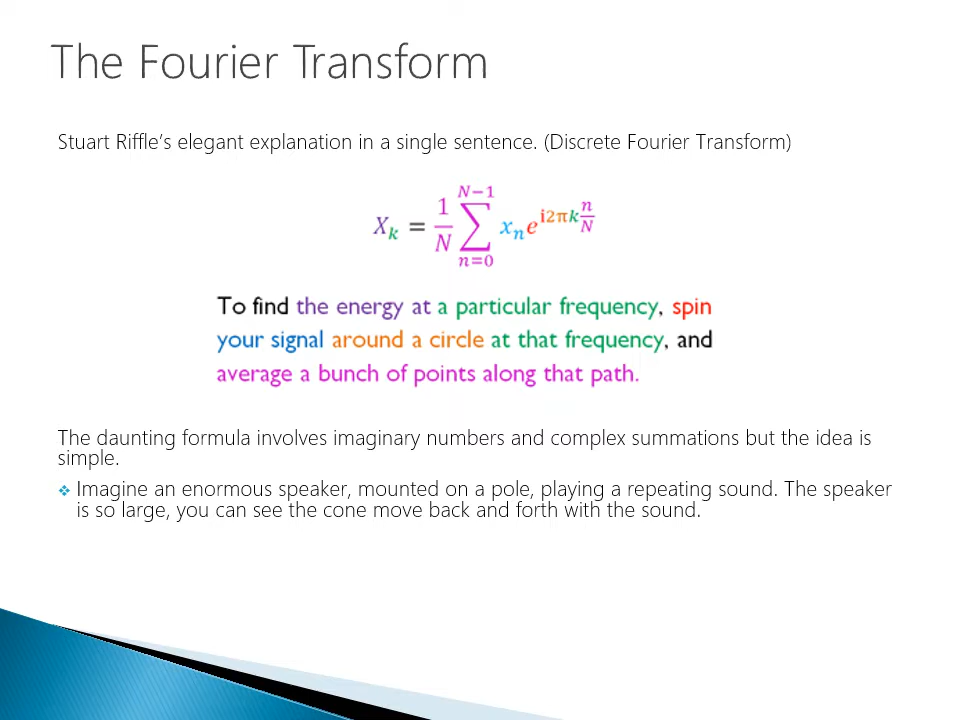 The Fourier Transform
Stuart Riffle's elegant explanation in a single sentence. (Discrete Fourier Transform)
X_k = \frac{1}{N} \sum_{n=0}^{N-1} x_n e^{i2πk\frac{n}{N}}
To find the energy at a particular frequency, spin
your signal around a circle at that frequency, and
average a bunch of points along that path.
The daunting formula involves imaginary numbers and complex summations but the idea is
simple.
❖ Imagine an enormous speaker, mounted on a pole, playing a repeating sound. The speaker
is so large, you can see the cone move back and forth with the sound.